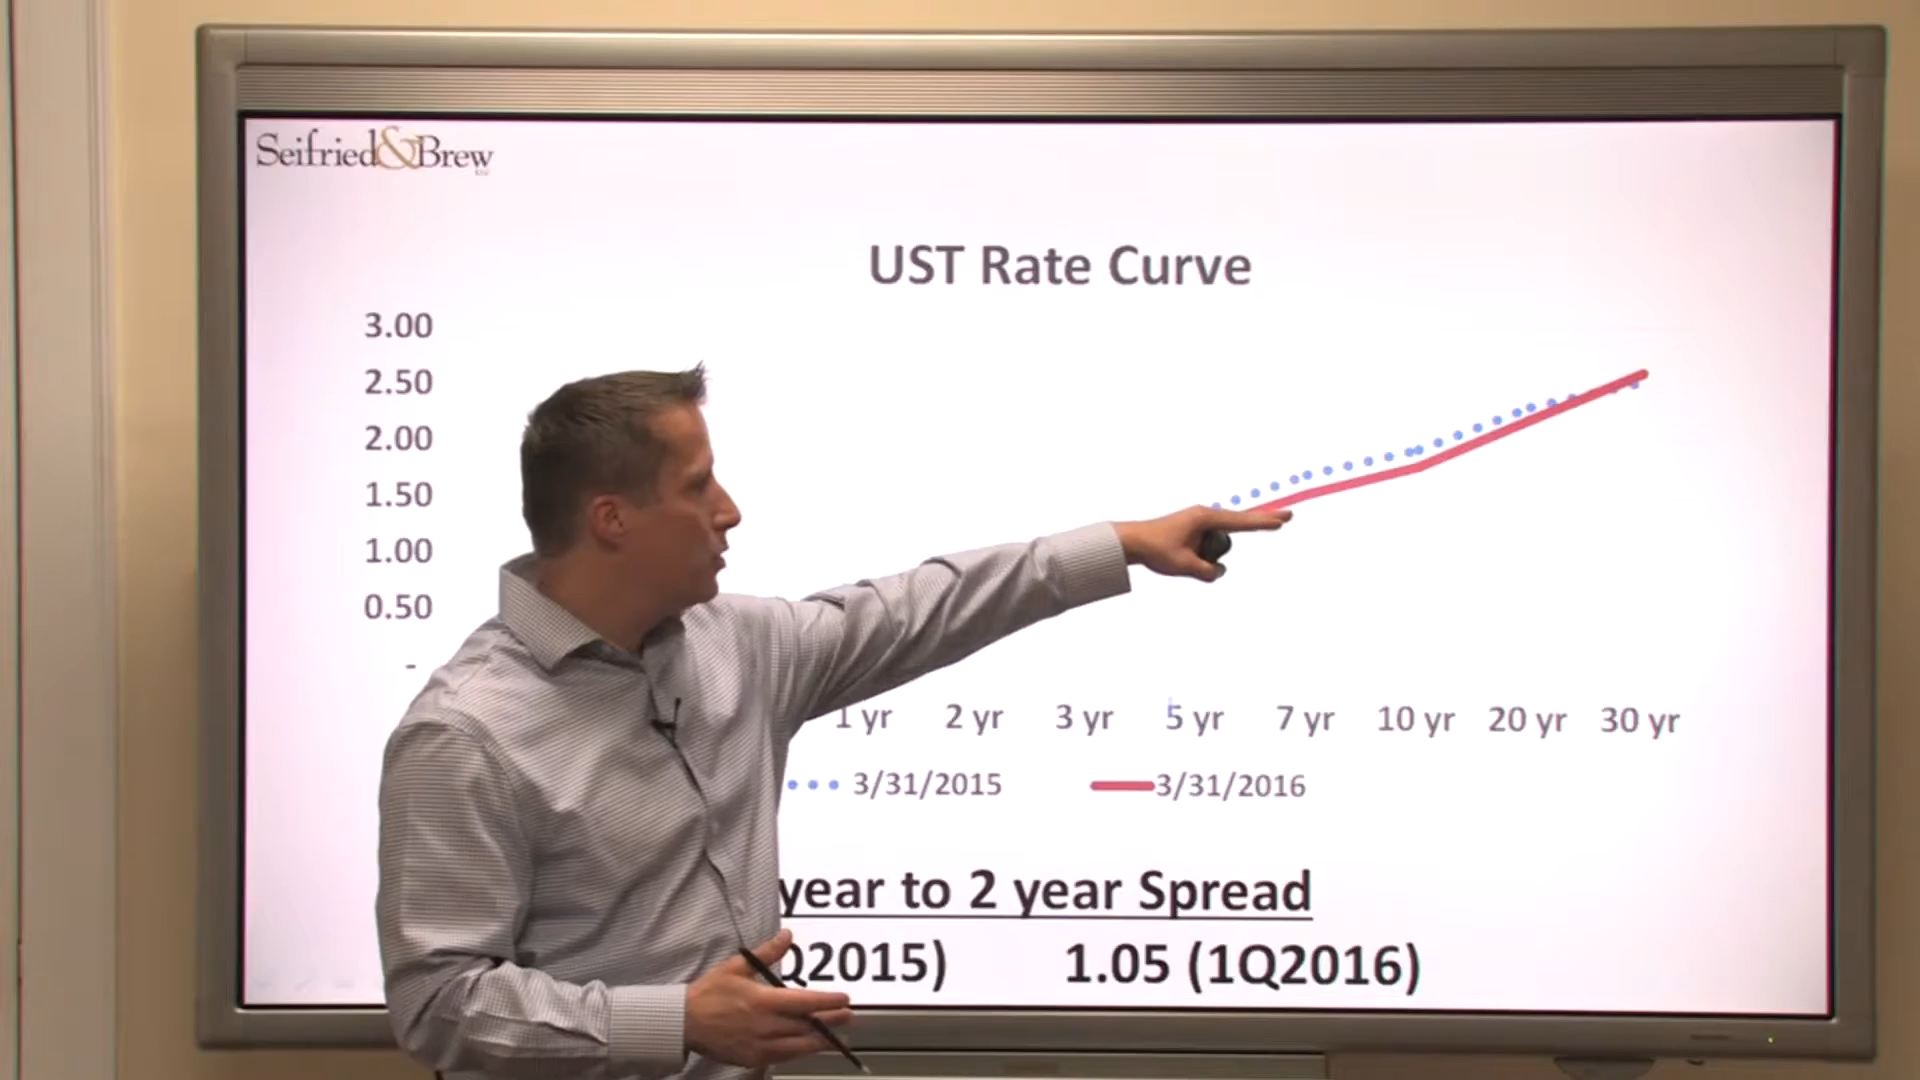 Seifried&Brew
UST Rate Curve
3.00
2.50
2.00
1.50
1.00
0.50
-
1 yr 2 yr 3 yr 5 yr 7 yr 10 yr 20 yr 30 yr
3/31/2015 3/31/2016
year to 2 year Spread
Q2015) 1.05 (1Q2016)